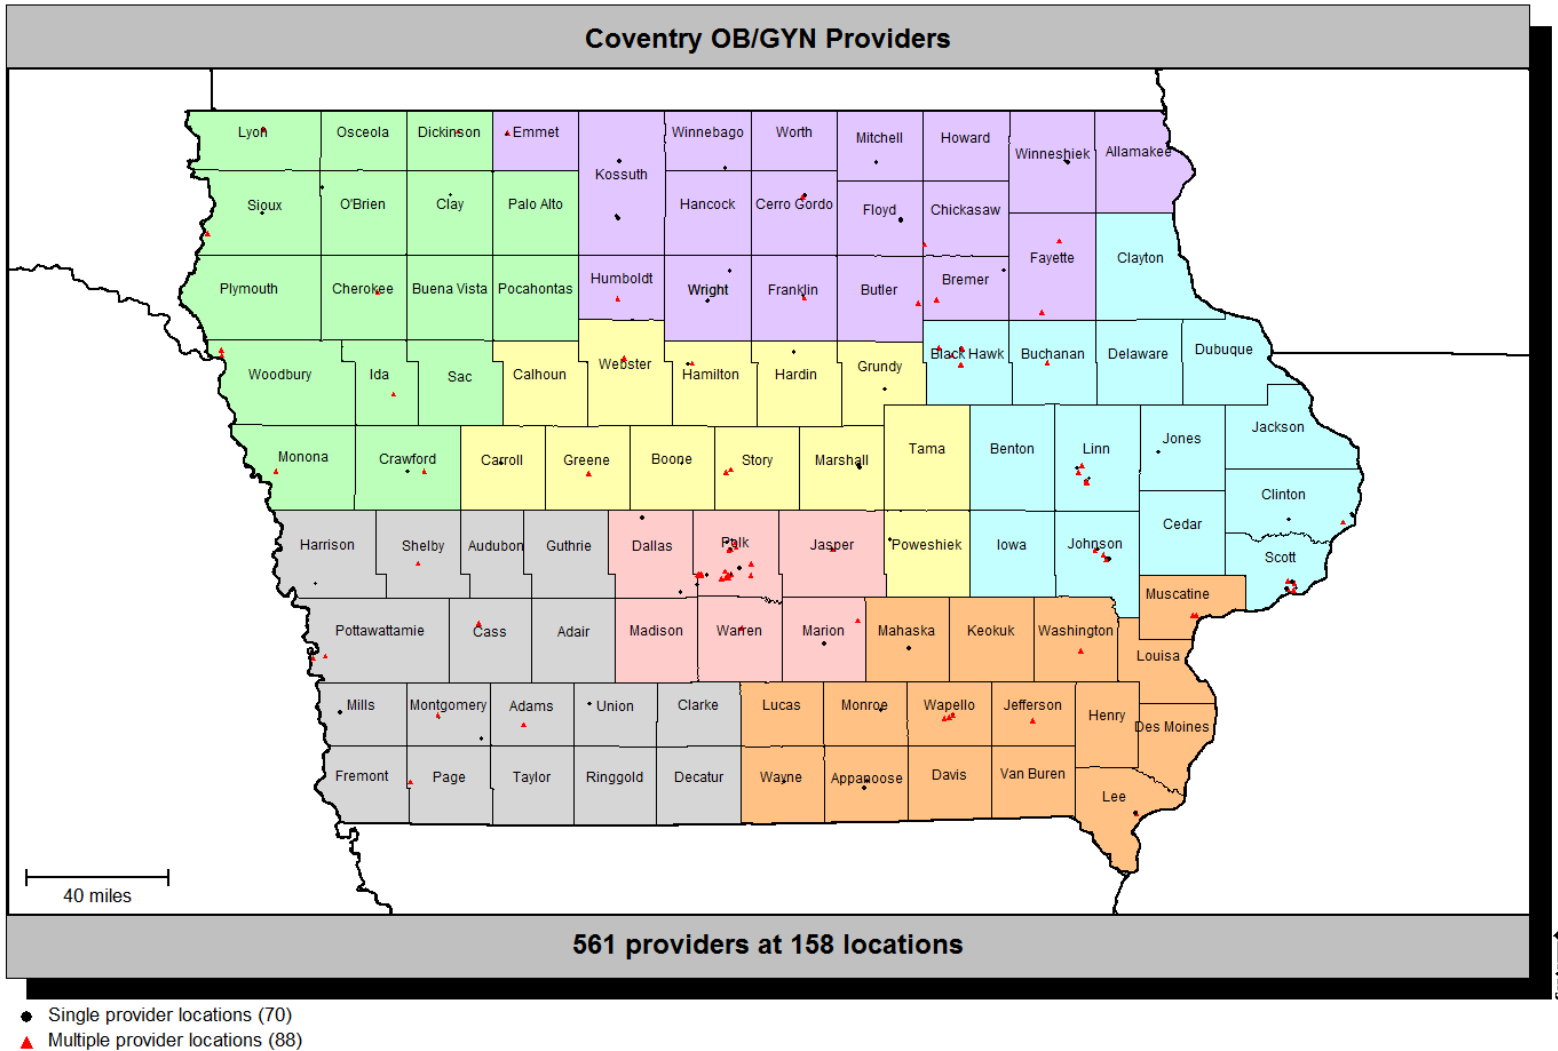 Coventry OB/GYN Providers
Lyon Osceola Dickinson Emmet Winnebago Worth Mitchell Howard Winneshiek Allamakee
Kossuth
Sioux O'Brien Clay Palo Alto Hancock Cerro Gordo Floyd Chickasaw
Fayette Clayton
Plymouth Cherokee Buena Vista Pocahontas Humboldt Wright Franklin Butler Bremer
Woodbury Ida Sac Calhoun Webster Hamilton Hardin Grundy Black Hawk Buchanan Delaware Dubuque
Monona Crawford Carroll Greene Boone Story Marshall Tama Benton Linn Jones Jackson
Clinton
Harrison Shelby Audubon Guthrie Dallas Polk Jasper Poweshiek Iowa Johnson Cedar Scott
Muscatine
Pottawattamie Cass Adair Madison Warren Marion Mahaska Keokuk Washington
Louisa
Mills Montgomery Adams Union Clarke Lucas Monroe Wapello Jefferson Henry Des Moines
Fremont Page Taylor Ringgold Decatur Wayne Appanoose Davis Van Buren
Lee
40 miles
561 providers at 158 locations
Single provider locations (70)
Multiple provider locations (88)